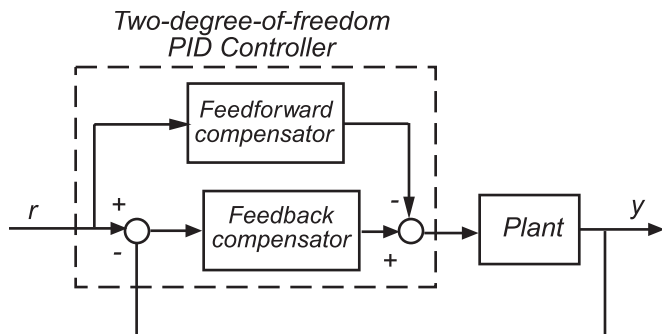 Two-degree-of-freedom
PID Controller
Feedforward
compensator
-
r
+
-
Feedback
compensator
+
Plant
y